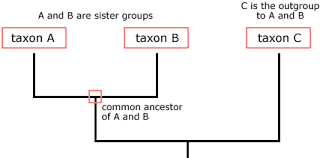 A and B are sister groups
C is the outgroup
to A and B
taxon A
taxon B
taxon C
common ancestor
of A and B